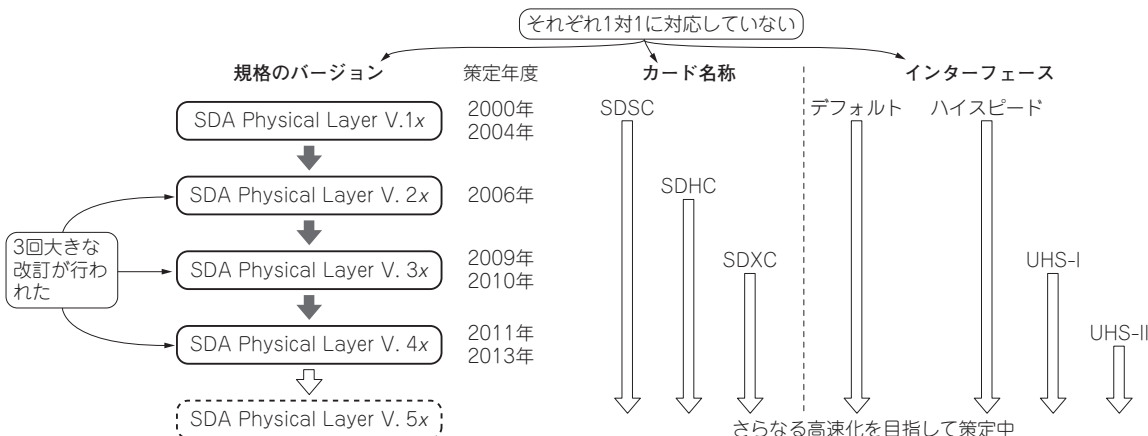 それぞれ1対1に対応していない
規格のバージョン
策定年度
カード名称
インターフェース
SDA Physical Layer V.1x
2000年
2004年
SDSC
デフォルト
ハイスピード
SDA Physical Layer V. 2x
2006年
SDHC
3回大きな
改訂が行わ
れた
SDA Physical Layer V. 3x
2009年
2010年
SDXC
UHS-I
SDA Physical Layer V. 4x
2011年
2013年
UHS-II
SDA Physical Layer V. 5x
さらなる高速化を目指して策定中